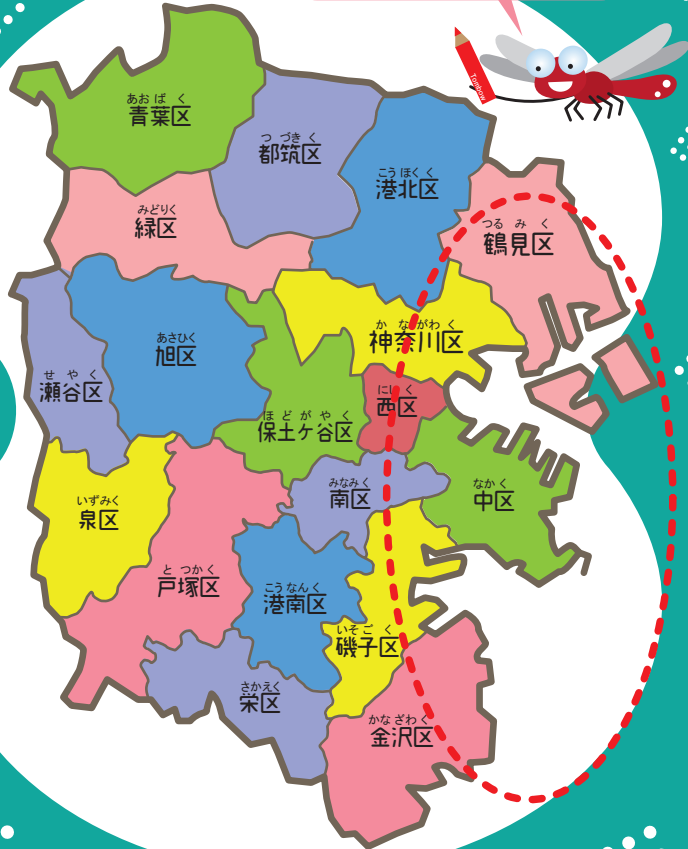 Tombow
あおばく
青葉区
つづきく
都筑区
こうほくく
港北区
みどりく
緑区
つるみく
鶴見区
かながわく
神奈川区
あさひく
旭区
せやく
瀬谷区
にしく
西区
ほどがやく
保土ケ谷区
みなみく
南区
なかく
中区
いずみく
泉区
とつかく
戸塚区
こうなんく
港南区
いそごく
磯子区
さかえく
栄区
かなざわく
金沢区